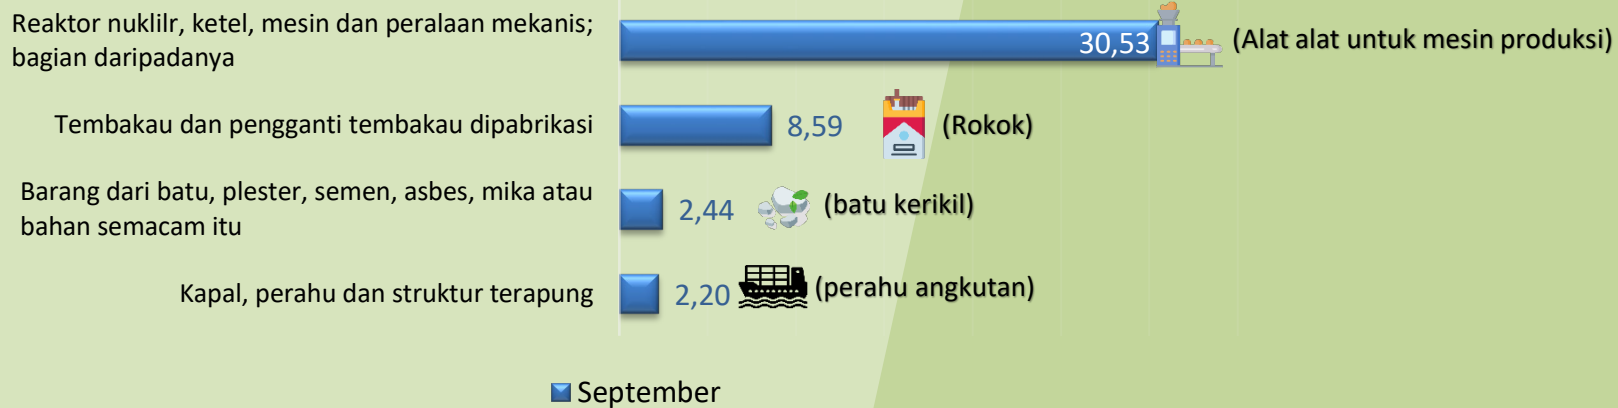 Reaktor nuklilr, ketel, mesin dan peralaan mekanis;
bagian daripadanya
30,53
(Alat alat untuk mesin produksi)
Tembakau dan pengganti tembakau dipabrikasi
8,59
(Rokok)
Barang dari batu, plester, semen, asbes, mika atau
bahan semacam itu
2,44
(batu kerikil)
Kapal, perahu dan struktur terapung
2,20
(perahu angkutan)
September